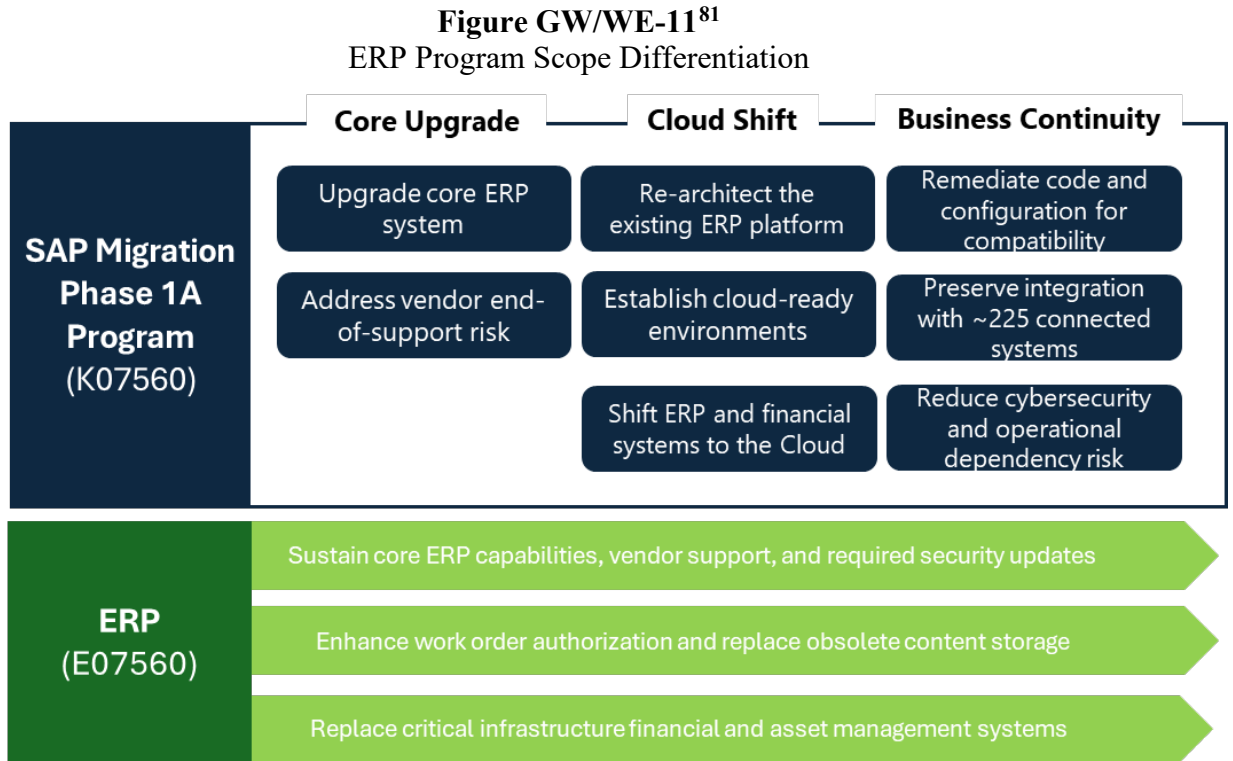 Figure GW/WE-11⁸¹
ERP Program Scope Differentiation
Core Upgrade
Cloud Shift
Business Continuity
SAP Migration
Phase 1A
Program
(K07560)
Upgrade core ERP
system
Address vendor end-
of-support risk
Re-architect the
existing ERP platform
Establish cloud-ready
environments
Shift ERP and financial
systems to the Cloud
Remediate code and
configuration for
compatibility
Preserve integration
with ~225 connected
systems
Reduce cybersecurity
and operational
dependency risk
ERP
(E07560)
Sustain core ERP capabilities, vendor support, and required security updates
Enhance work order authorization and replace obsolete content storage
Replace critical infrastructure financial and asset management systems